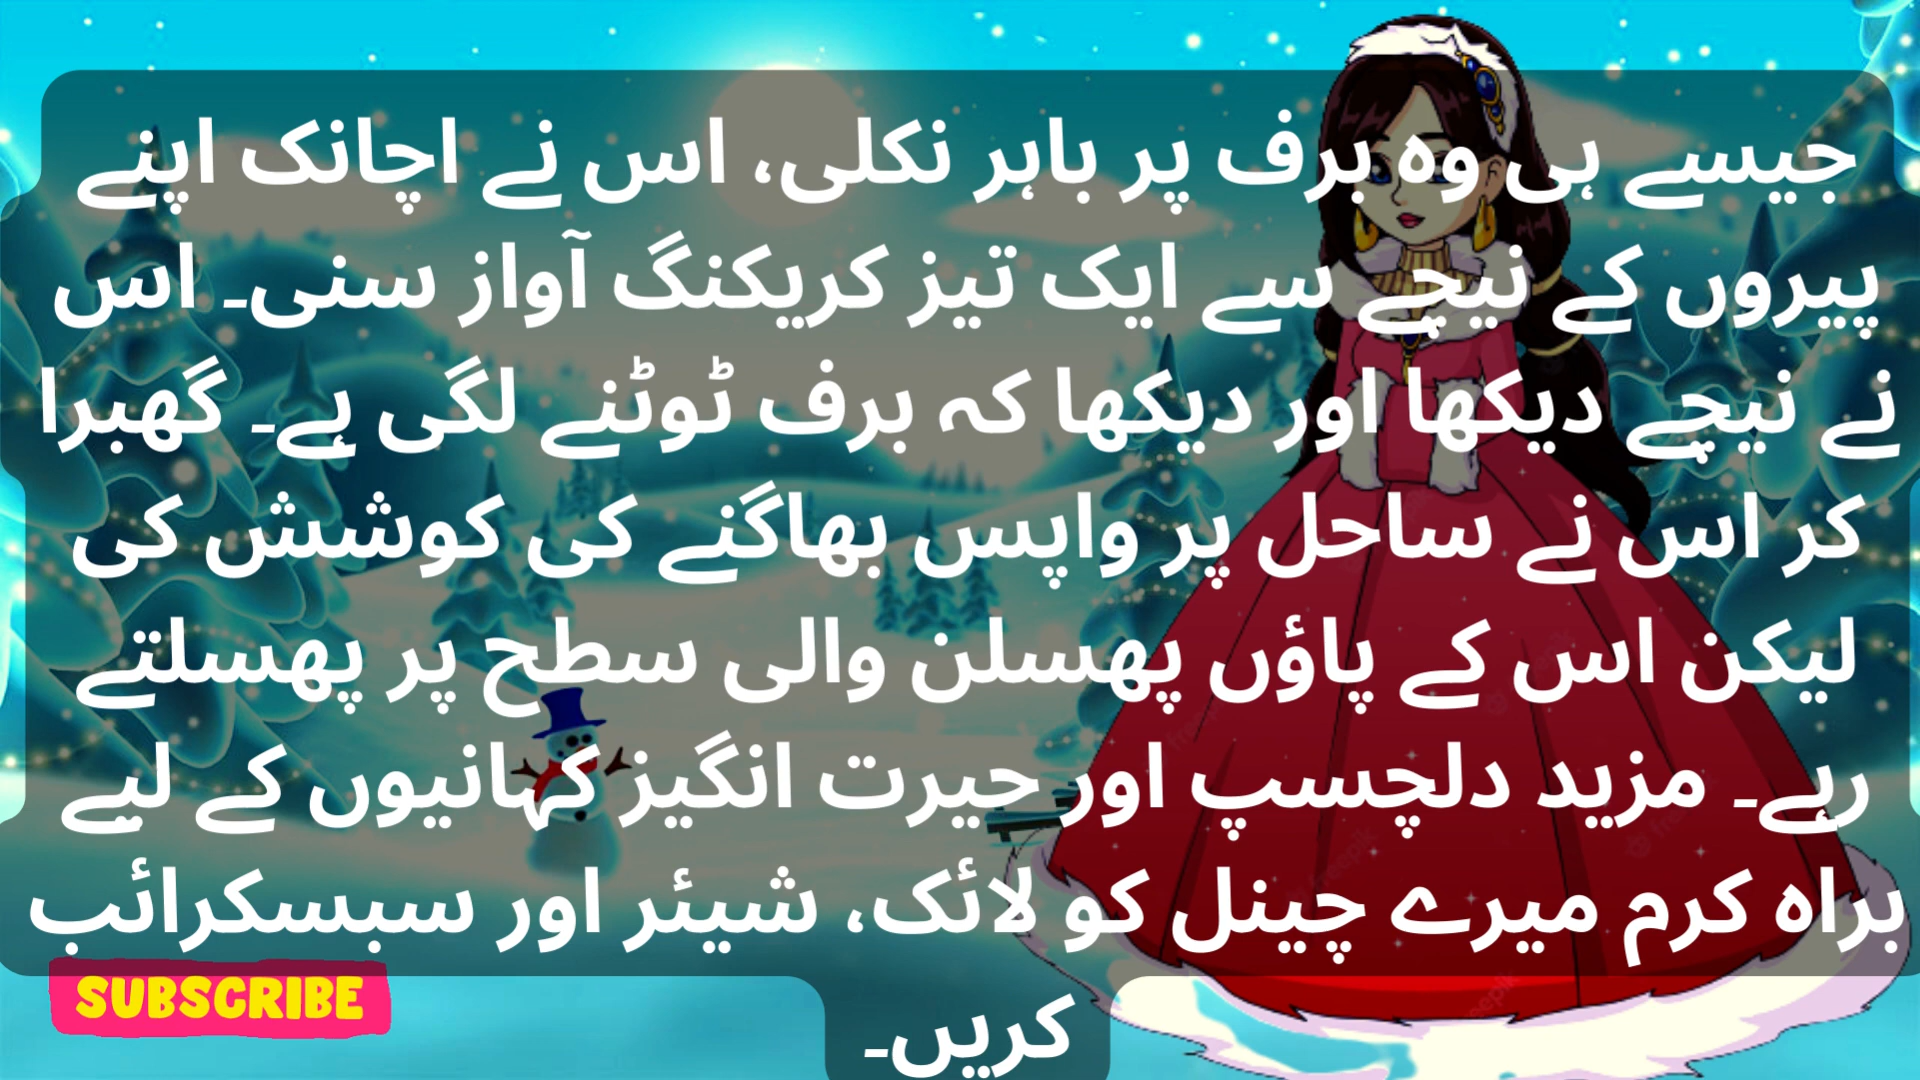 جیسے ہی وہ برف پر باہر نکلی، اس نے اچانک اپنے
پیروں کے نیچے سے ایک تیز کریکنگ آواز سنی۔ اس
نے نیچے دیکھا اور دیکھا کہ برف ٹوٹنے لگی ہے۔ گھبرا
کر اس نے ساحل پر واپس بھاگنے کی کوشش کی
لیکن اس کے پاؤں پھسلن والی سطح پر پھسلتے
رہے۔ مزید دلچسپ اور حیرت انگیز کہانیوں کے لیے
براہ کرم میرے چینل کو لائک، شیئر اور سبسکرائب
کریں۔
SUBSCRIBE